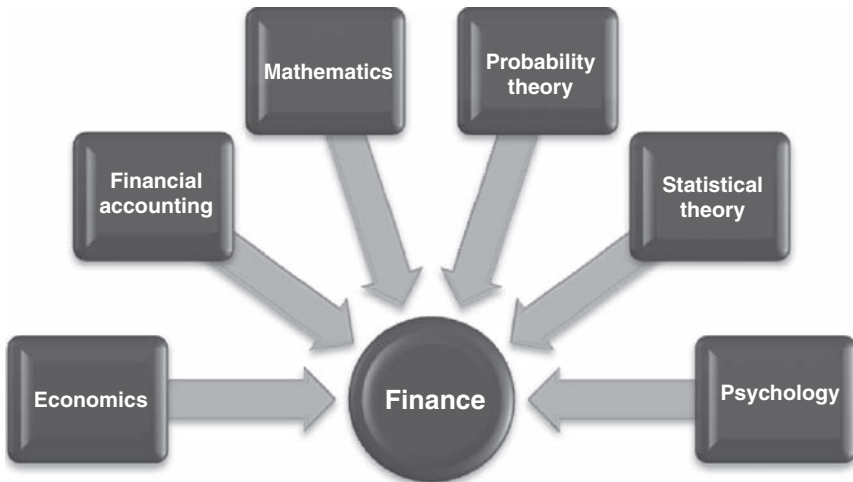 Mathematics
Probability
theory
Financial
accounting
Statistical
theory
Economics
Finance
Psychology